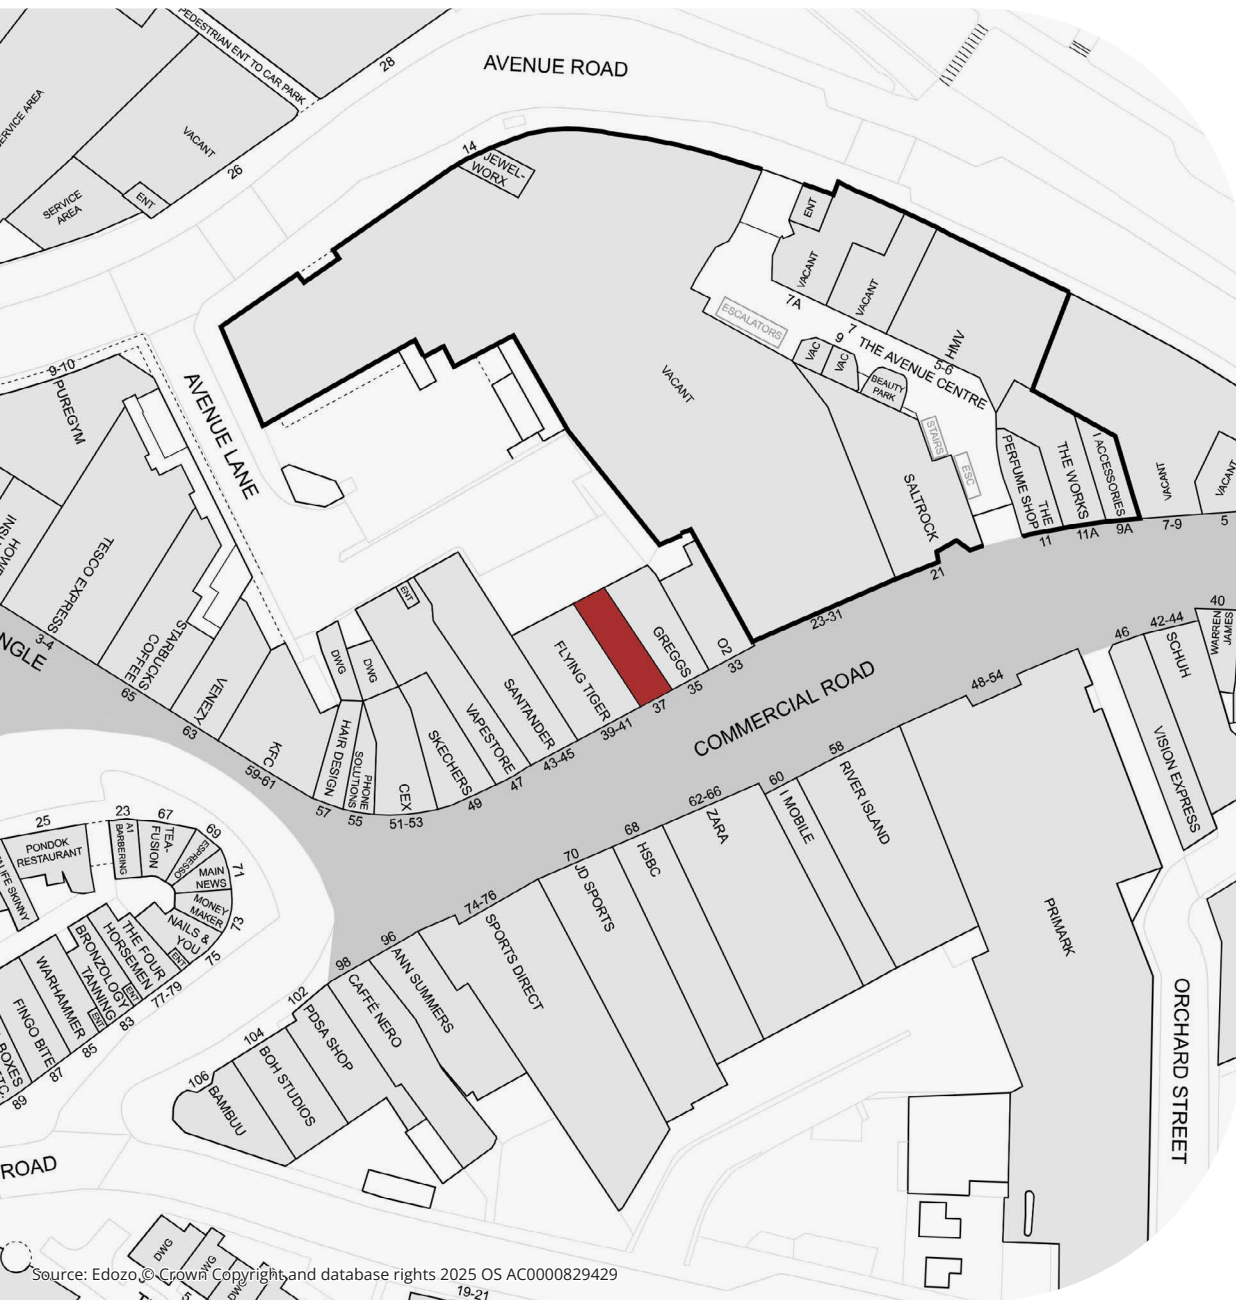 PEDESTRIAN ENT TO CAR PARK
28
AVENUE ROAD
SERVICE AREA
VACANT
26
14
JEWEL-
WORX
SERVICE
AREA
ENT
ENT
VACANT
VACANT
7A
ESCALATORS
7
9
THE AVENUE CENTRE
5-6
HMV
VAC
VAC
BEAUTY
PARK
9-10
PUREGYM
AVENUE LANE
VACANT
STAIRS
ESC
SALTROCK
THE
PERFUME SHOP
THE WORKS
I ACCESSORIES
VACANT
VACANT
11
11A
9A
7-9
5
21
23-31
TESCO EXPRESS
3-4
NGLE
STARBUCKS
COFFEE
65
VENEZY
63
KFC
59-61
ENT
DWG
DWG
HAIR DESIGN
57
PHONE
SOLUTIONS
55
CEX
51-53
SKECHERS
49
VAPESTORE
47
SANTANDER
43-45
FLYING TIGER
39-41
37
GREGGS
35
O2
33
COMMERCIAL ROAD
40
WARREN
JAMES
42-44
SCHUH
46
VISION EXPRESS
48-54
PRIMARK
58
RIVER ISLAND
60
I MOBILE
62-66
ZARA
68
HSBC
70
JD SPORTS
74-76
SPORTS DIRECT
96
ANN SUMMERS
98
CAFFÉ NERO
102
PDSA SHOP
104
BOH STUDIOS
106
BAMBUU
25
PONDOK
RESTAURANT
23
A1
BARBERING
67
TEA-
FUSION
69
ESPRESSO
71
MAIN
NEWS
MONEY
MAKER
73
NAILS &
YOU
75
ENT
THE FOUR
HORSEMEN
77-79
ENT
BRONZOLOGY
TANNING
83
ENT
WARHAMMER
85
FINGO BITE
87
BOXES
ETC.
89
LIFE SKINNY
ROAD
ORCHARD STREET
DWG
19-21
Source: Edozo,© Crown Copyright and database rights 2025 OS AC0000829429